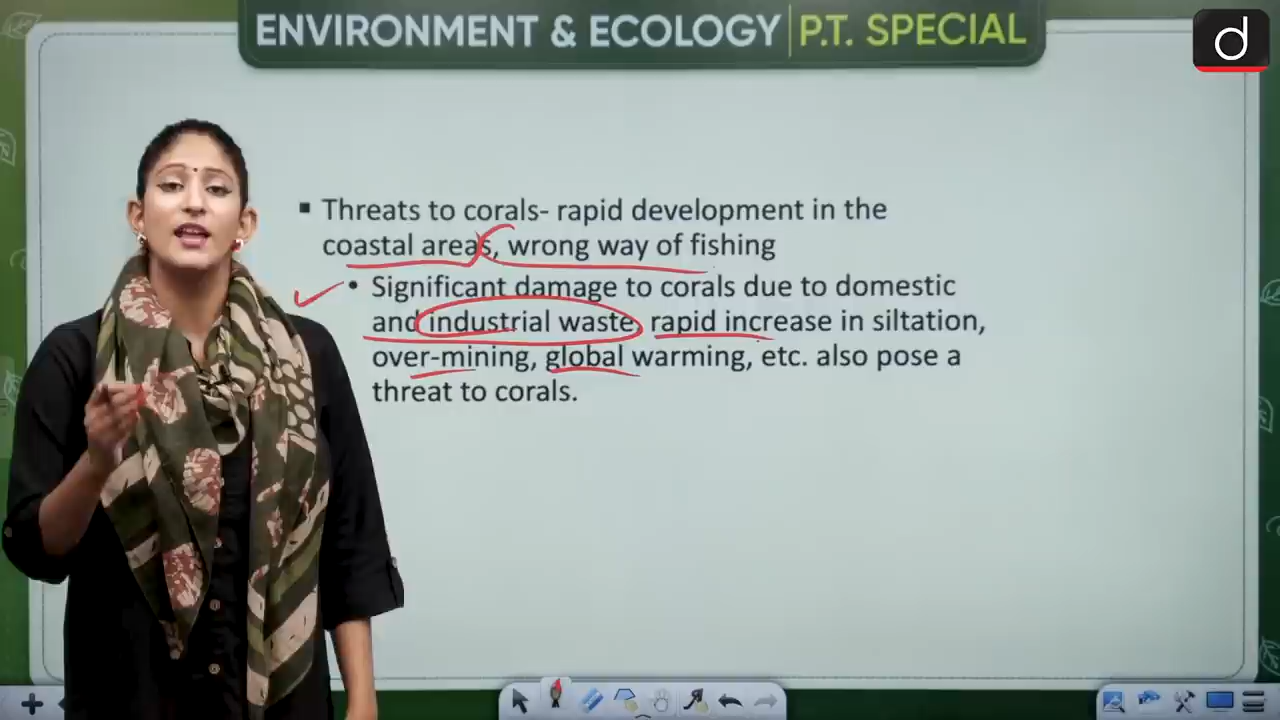 ENVIRONMENT & ECOLOGY P.T. SPECIAL
d
▪ Threats to corals- rapid development in the
coastal areas, wrong way of fishing
• Significant damage to corals due to domestic
and industrial waste, rapid increase in siltation,
over-mining, global warming, etc. also pose a
threat to corals.